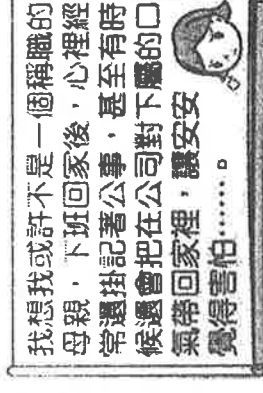 我想我或許不是一個稱職的
母親，下班回家後，心裡經
常還掛記著公事，甚至有時
候還會把在公司對下屬的口
氣帶回家裡，讓安安
覺得害怕……。